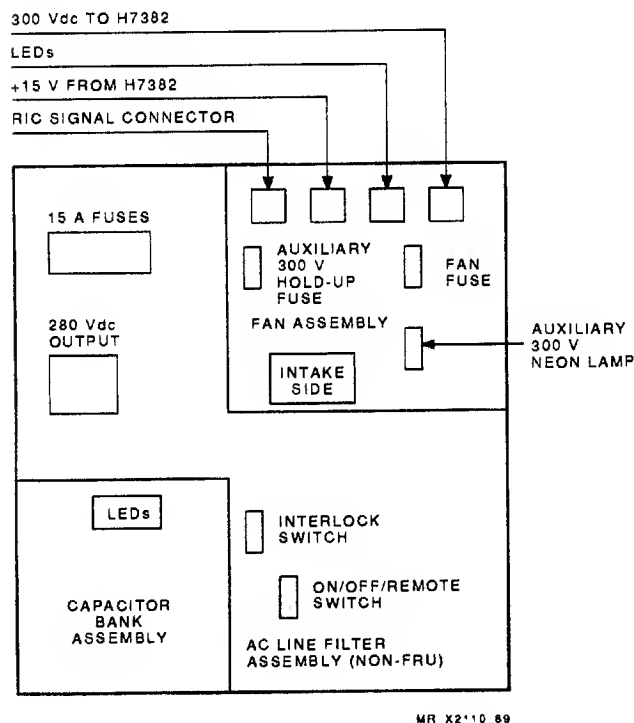 300 Vdc TO H7382
LEDs
+15 V FROM H7382
RIC SIGNAL CONNECTOR
15 A FUSES
AUXILIARY
300 V
HOLD-UP
FUSE
FAN
FUSE
280 Vdc
OUTPUT
FAN ASSEMBLY
INTAKE
SIDE
AUXILIARY
300 V
NEON LAMP
LEDs
INTERLOCK
SWITCH
CAPACITOR
BANK
ASSEMBLY
ON/OFF/REMOTE
SWITCH
AC LINE FILTER
ASSEMBLY (NON-FRU)